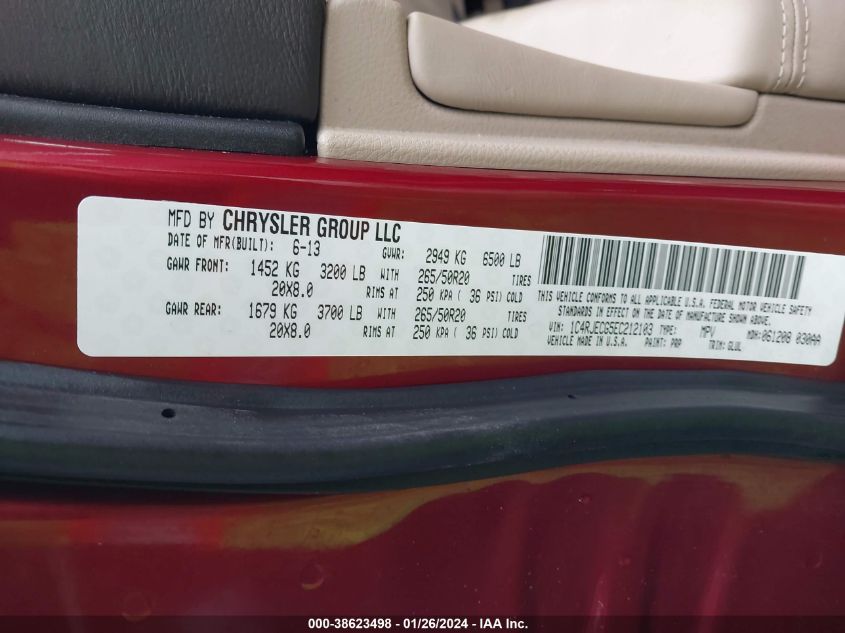 MFD BY CHRYSLER GROUP LLC
DATE OF MFR(BUILT): 6-13 GVWR: 2949 KG 6500 LB
GAWR FRONT: 1452 KG 3200 LB WITH 265/50R20 TIRES
20X8.0 RIMS AT 250 KPA ( 36 PSI) COLD
GAWR REAR: 1679 KG 3700 LB WITH 265/50R20 TIRES
20X8.0 RIMS AT 250 KPA ( 36 PSI) COLD
THIS VEHICLE CONFORMS TO ALL APPLICABLE U.S.A. FEDERAL MOTOR VEHICLE SAFETY
STANDARDS IN EFFECT ON THE DATE OF MANUFACTURE SHOWN ABOVE.
VIN: 1C4RJECG5EC212103 TYPE: MPV MDH: 061208 030AA
VEHICLE MADE IN U.S.A. PAINT: PRP TRIM: GLUL
000-38623498 - 01/26/2024 - IAA Inc.